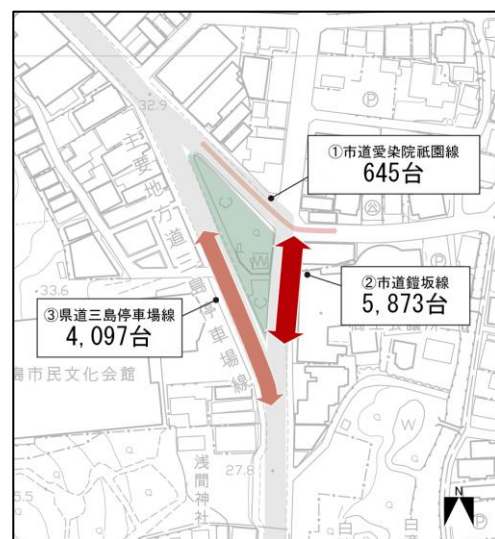 32.9
①市道愛染院祇園線
645台
②市道鎧坂線
5,873台
33.6
③県道三島停車場線
4,097台
主要地方道三島停車場線
島市民文化会館
浅間神社
27.8
W
P
P
P
N